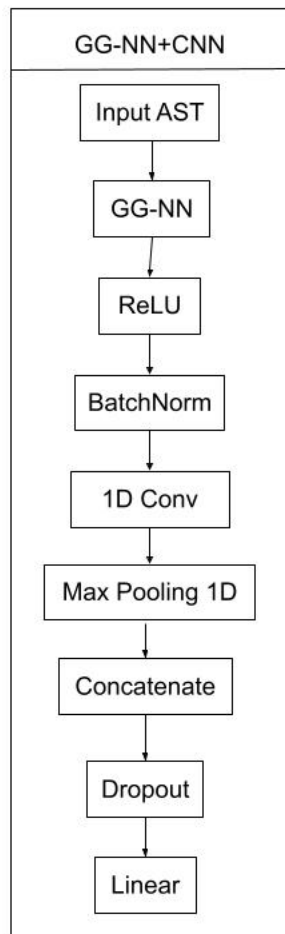 GG-NN+CNN
Input AST
GG-NN
ReLU
BatchNorm
1D Conv
Max Pooling 1D
Concatenate
Dropout
Linear